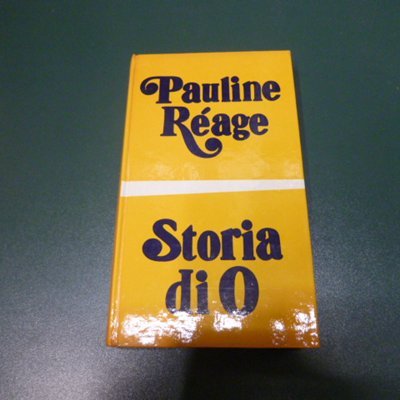 Pauline
Réage
Storia
di O